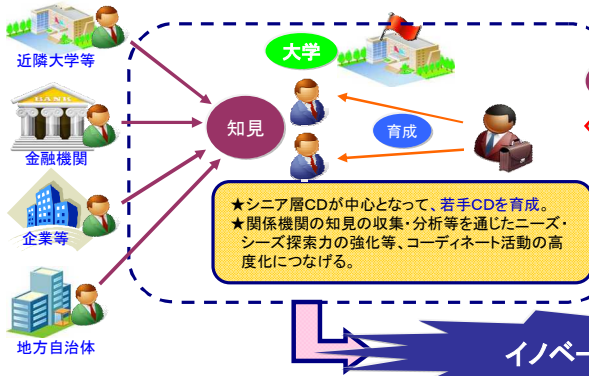 近隣大学等
大学
BANK
知見
育成
金融機関
企業等
★シニア層CDが中心となって、若手CDを育成。
★関係機関の知見の収集・分析等を通じたニーズ・
シーズ探索力の強化等、コーディネート活動の高
度化につなげる。
地方自治体
イノベー